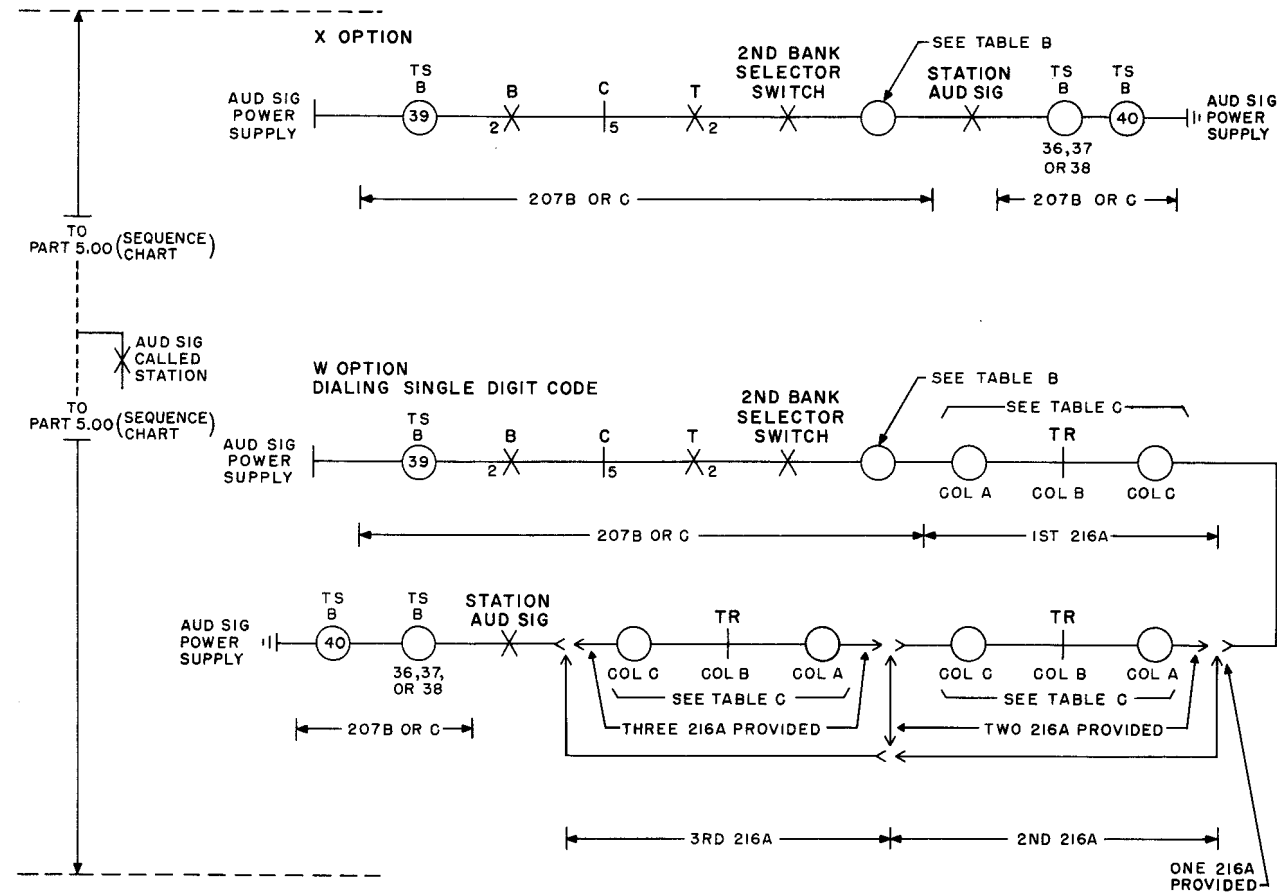 X OPTION
SEE TABLE B
2ND BANK
SELECTOR
SWITCH
STATION
AUD SIG
TS
B
TS
B
TS
B
AUD SIG
POWER
SUPPLY
39
B
2
C
5
T
2
40
AUD SIG
POWER
SUPPLY
36,37
OR 38
207B OR C
207B OR C
TO
PART 5.00 (SEQUENCE CHART)
AUD SIG
CALLED
STATION
TO
PART 5.00 (SEQUENCE CHART)
W OPTION
DIALING SINGLE DIGIT CODE
SEE TABLE B
2ND BANK
SELECTOR
SWITCH
SEE TABLE C
TS
B
AUD SIG
POWER
SUPPLY
39
B
2
C
5
T
2
TR
COL A
COL B
COL C
207B OR C
1ST 216A
TS
B
TS
B
STATION
AUD SIG
TR
TR
AUD SIG
POWER
SUPPLY
40
36,37,
OR 38
COL C
COL B
COL A
COL C
COL B
COL A
SEE TABLE C
SEE TABLE C
207B OR C
THREE 216A PROVIDED
TWO 216A PROVIDED
3RD 216A
2ND 216A
ONE 216A
PROVIDED